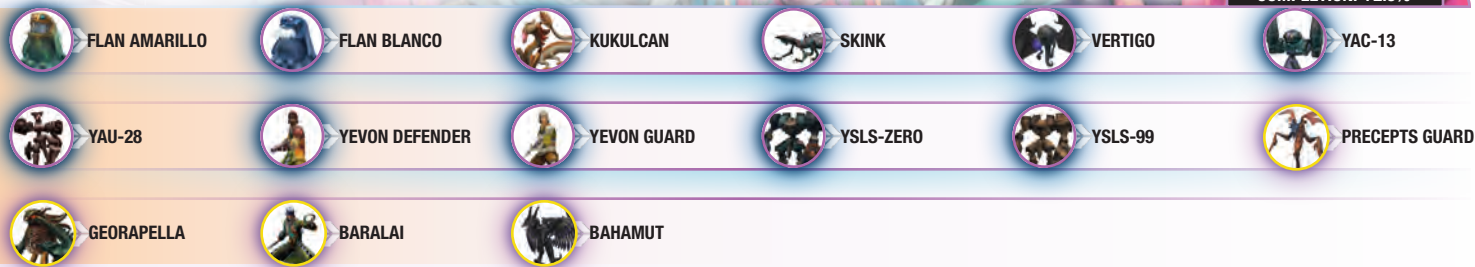 FLAN AMARILLO
FLAN BLANCO
KUKULCAN
SKINK
VERTIGO
YAC-13
YAU-28
YEVON DEFENDER
YEVON GUARD
YSLS-ZERO
YSLS-99
PRECEPTS GUARD
GEORAPELLA
BARALAI
BAHAMUT